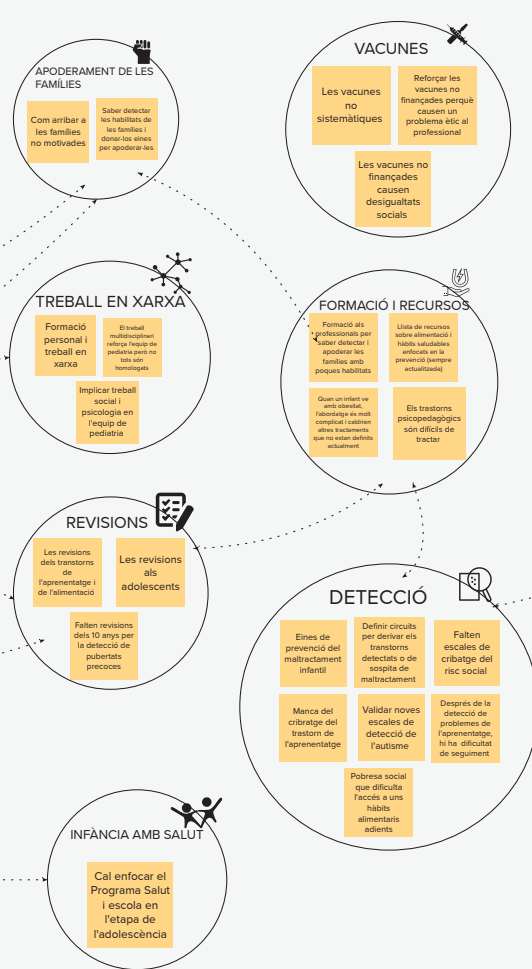 APODERAMENT DE LES
FAMÍLIES
Com arribar a
les famílies
no motivades
Saber detectar
les habilitats de
les famílies i
donar-los eines
per apoderar-les
VACUNES
Les vacunes
no
sistemàtiques
Reforçar les
vacunes no
finançades perquè
causen un
problema ètic al
professional
Les vacunes no
finançades
causen
desigualtats
socials
TREBALL EN XARXA
Formació
personal i
treball en
xarxa
El treball
multidisciplinari
reforça l'equip de
pediatria però no
tots són
homologats
Implicar treball
social i
psicologia en
l'equip de
pediatria
FORMACIÓ I RECURSOS
Formació als
professionals per
saber detectar i
apoderar les
famílies amb
poques habilitats
Llista de recursos
sobre alimentació i
hàbits saludables
enfocats en la
prevenció (sempre
actualitzada)
Quan un infant ve
amb obesitat,
l'abordatge és molt
complicat i caldrien
altres tractaments
que no estan definits
actualment
Els trastorns
psicopedagògics
són difícils de
tractar
REVISIONS
Les revisions
dels transtorns
de
l'aprenentatge i
de l'alimentació
Les revisions
als
adolescents
Falten revisions
dels 10 anys per
la detecció de
pubertats
precoces
DETECCIÓ
Eines de
prevenció del
maltractament
infantil
Definir circuits
per derivar els
transtorns
detectats o de
sospita de
maltractament
Falten
escales de
cribatge del
risc social
Manca del
cribratge del
trastorn de
l'aprenentatge
Validar noves
escales de
detecció de
l'autisme
Després de la
detecció de
problemes de
l'aprenentatge,
hi ha dificultat
de seguiment
Pobresa social
que dificulta
l'accés a uns
hàbits
alimentaris
adients
INFÀNCIA AMB SALUT
Cal enfocar el
Programa Salut
i escola en
l'etapa de
l'adolescència